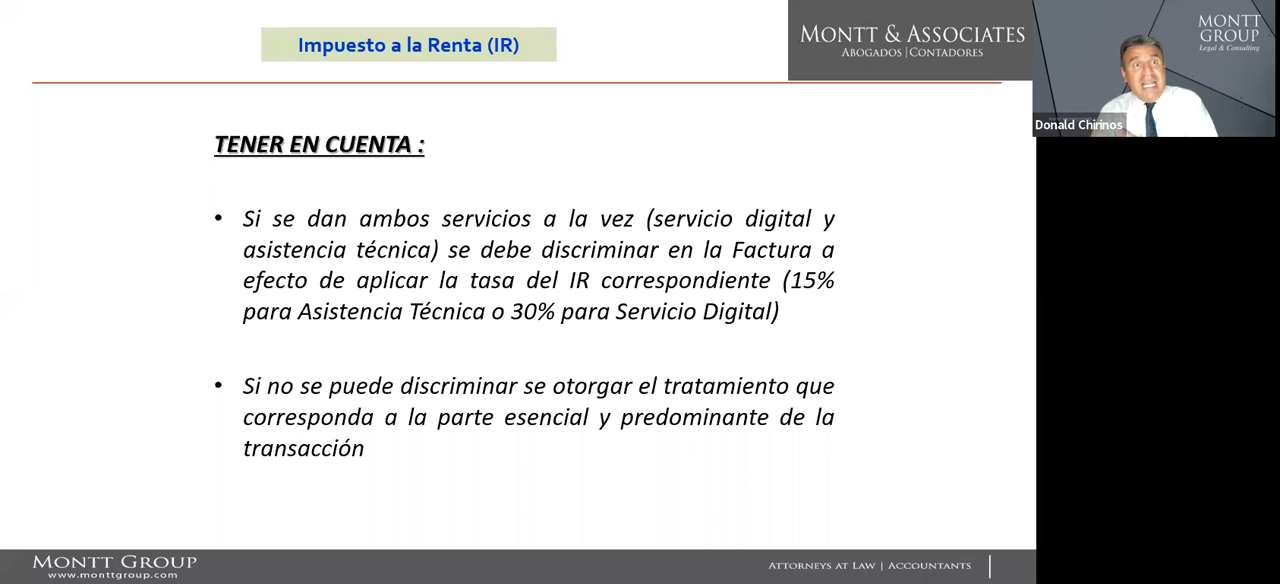 Impuesto a la Renta (IR)
MONTT & ASSOCIATES
ABOGADOS | CONTADORES
MONTT
GROUP
Legal & Consulting
Donald Chirinos
TENER EN CUENTA :
• Si se dan ambos servicios a la vez (servicio digital y
asistencia técnica) se debe discriminar en la Factura a
efecto de aplicar la tasa del IR correspondiente (15%
para Asistencia Técnica o 30% para Servicio Digital)
• Si no se puede discriminar se otorgar el tratamiento que
corresponda a la parte esencial y predominante de la
transacción
MONTT GROUP
www.monttgroup.com
ATTORNEYS AT LAW | ACCOUNTANTS